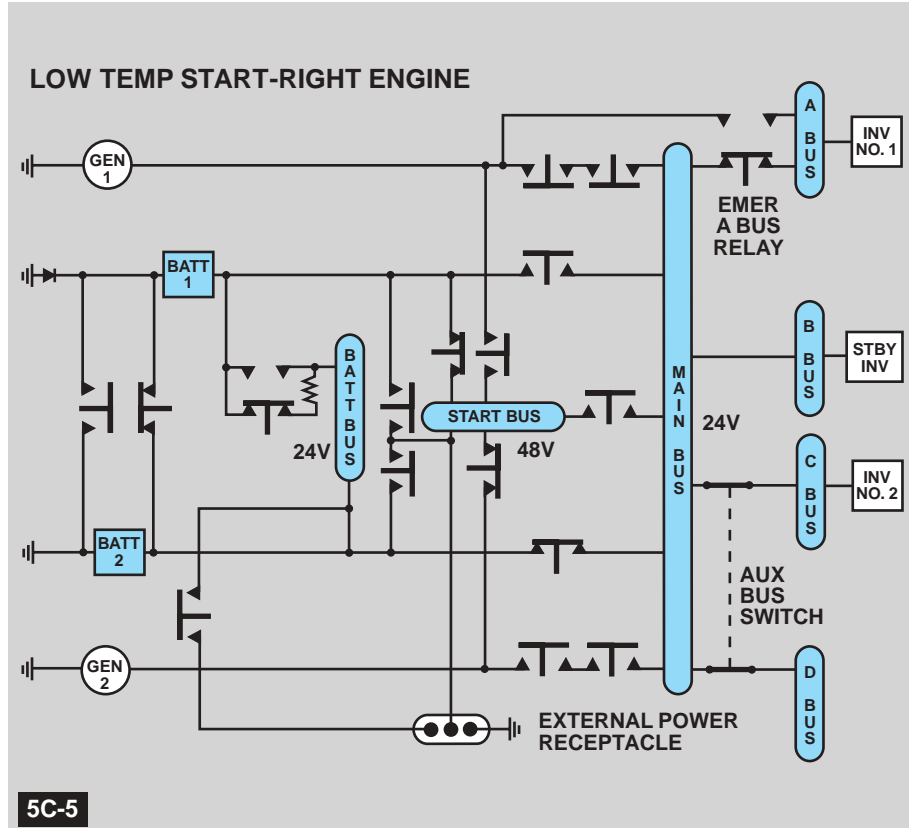 LOW TEMP START-RIGHT ENGINE
A
BUS
INV
NO. 1
GEN
1
EMER
A BUS
RELAY
BATT
1
BATT BUS
24V
START BUS
48V
MAIN BUS
24V
B
BUS
STBY
INV
C
BUS
INV
NO. 2
BATT
2
AUX
BUS
SWITCH
GEN
2
D
BUS
EXTERNAL POWER
RECEPTACLE
5C-5